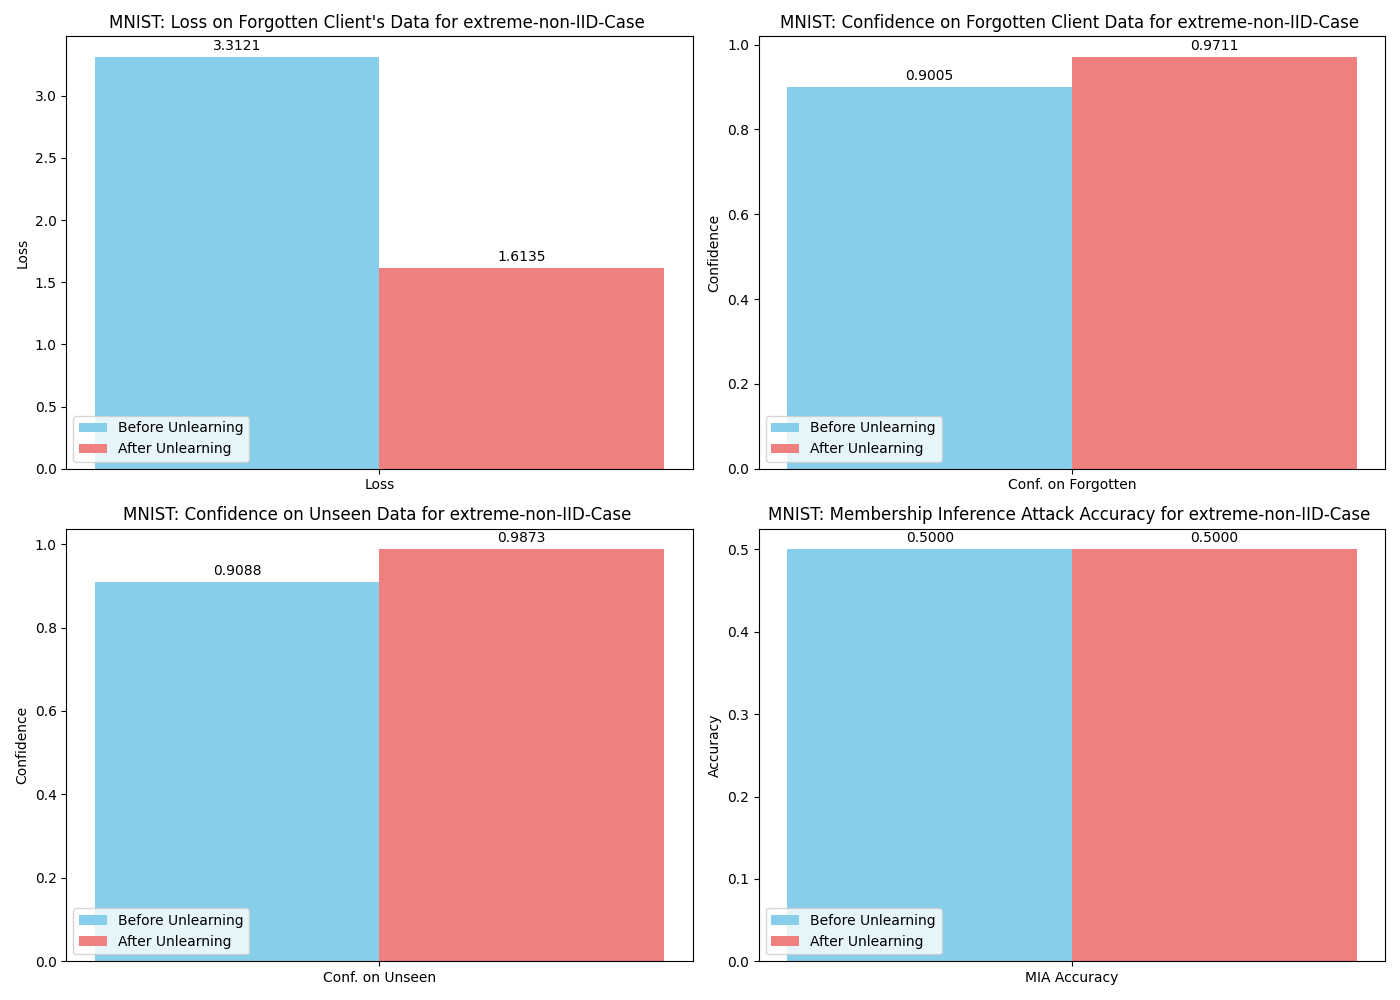 MNIST: Loss on Forgotten Client's Data for extreme-non-IID-Case
3.3121
1.6135
3.0
2.5
2.0
1.5
1.0
0.5
0.0
Loss
Before Unlearning
After Unlearning
Loss
MNIST: Confidence on Forgotten Client Data for extreme-non-IID-Case
0.9005
0.9711
1.0
0.8
0.6
0.4
0.2
0.0
Confidence
Before Unlearning
After Unlearning
Conf. on Forgotten
MNIST: Confidence on Unseen Data for extreme-non-IID-Case
0.9088
0.9873
1.0
0.8
0.6
0.4
0.2
0.0
Confidence
Before Unlearning
After Unlearning
Conf. on Unseen
MNIST: Membership Inference Attack Accuracy for extreme-non-IID-Case
0.5000
0.5000
0.5
0.4
0.3
0.2
0.1
0.0
Accuracy
Before Unlearning
After Unlearning
MIA Accuracy